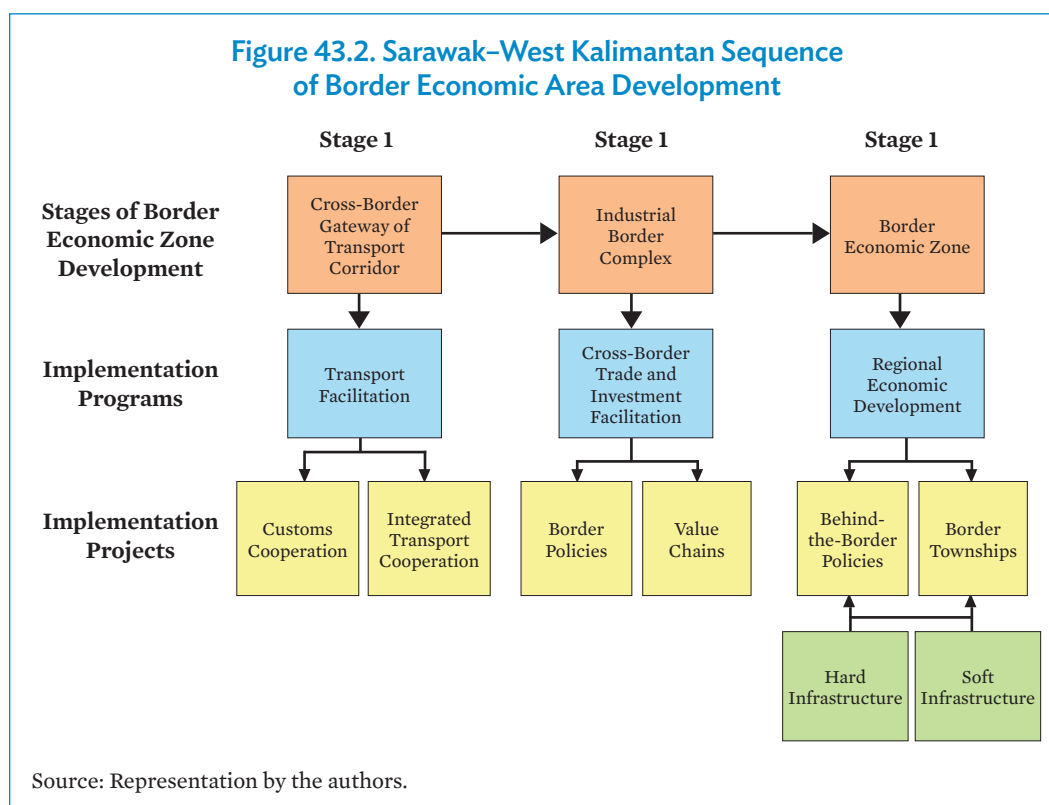 Figure 43.2. Sarawak–West Kalimantan Sequence
of Border Economic Area Development
Stage 1
Stage 1
Stage 1
Stages of Border
Economic Zone
Development
Cross-Border
Gateway of
Transport
Corridor
Industrial
Border
Complex
Border
Economic Zone
Implementation
Programs
Transport
Facilitation
Cross-Border
Trade and
Investment
Facilitation
Regional
Economic
Development
Implementation
Projects
Customs
Cooperation
Integrated
Transport
Cooperation
Border
Policies
Value
Chains
Behind-
the-Border
Policies
Border
Townships
Hard
Infrastructure
Soft
Infrastructure
Source: Representation by the authors.